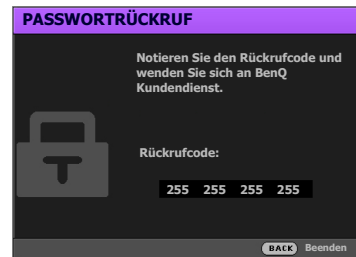 PASSWORTRÜCKRUF
Notieren Sie den Rückrufcode und
wenden Sie sich an BenQ
Kundendienst.
Rückrufcode:
255 255 255 255
BACK Beenden